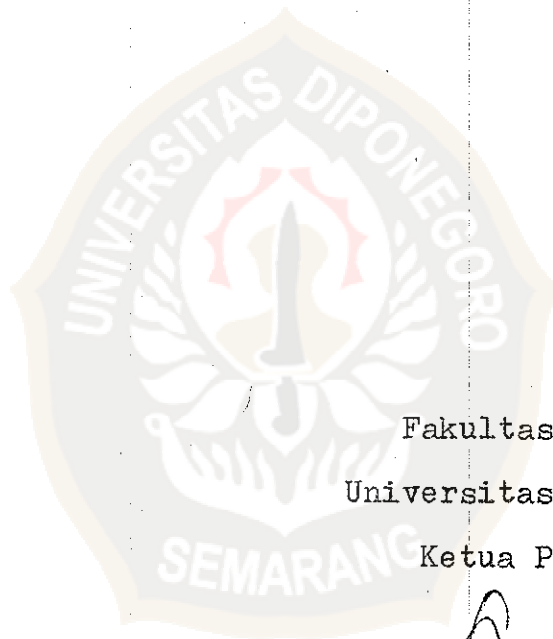 UNIVERSITAS DIPONEGORO
Fakultas
Universitas
Ketua P
SEMARANG